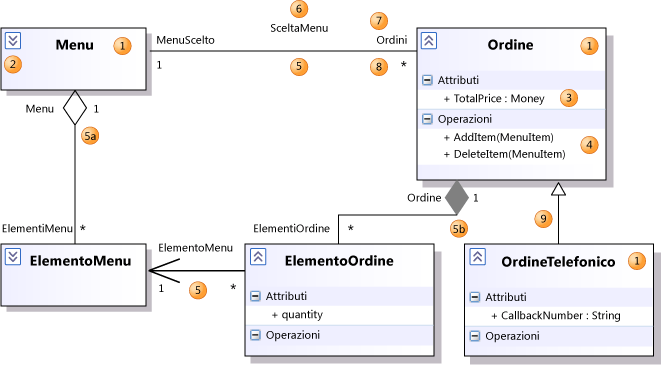 6
SceltaMenu
7
MenuScelto
Ordini
Menu
1
2
1
5
8
*
Ordine
1
Attributi
+ TotalPrice : Money
3
Operazioni
+ AddItem(MenuItem)
4
+ DeleteItem(MenuItem)
Menu
1
5a
ElementiMenu
*
Ordine
1
ElementiOrdine
*
5b
9
ElementoMenu
ElementoMenu
1
5
*
ElementoOrdine
Attributi
+ quantity
Operazioni
OrdineTelefonico
1
Attributi
+ CallbackNumber : String
Operazioni